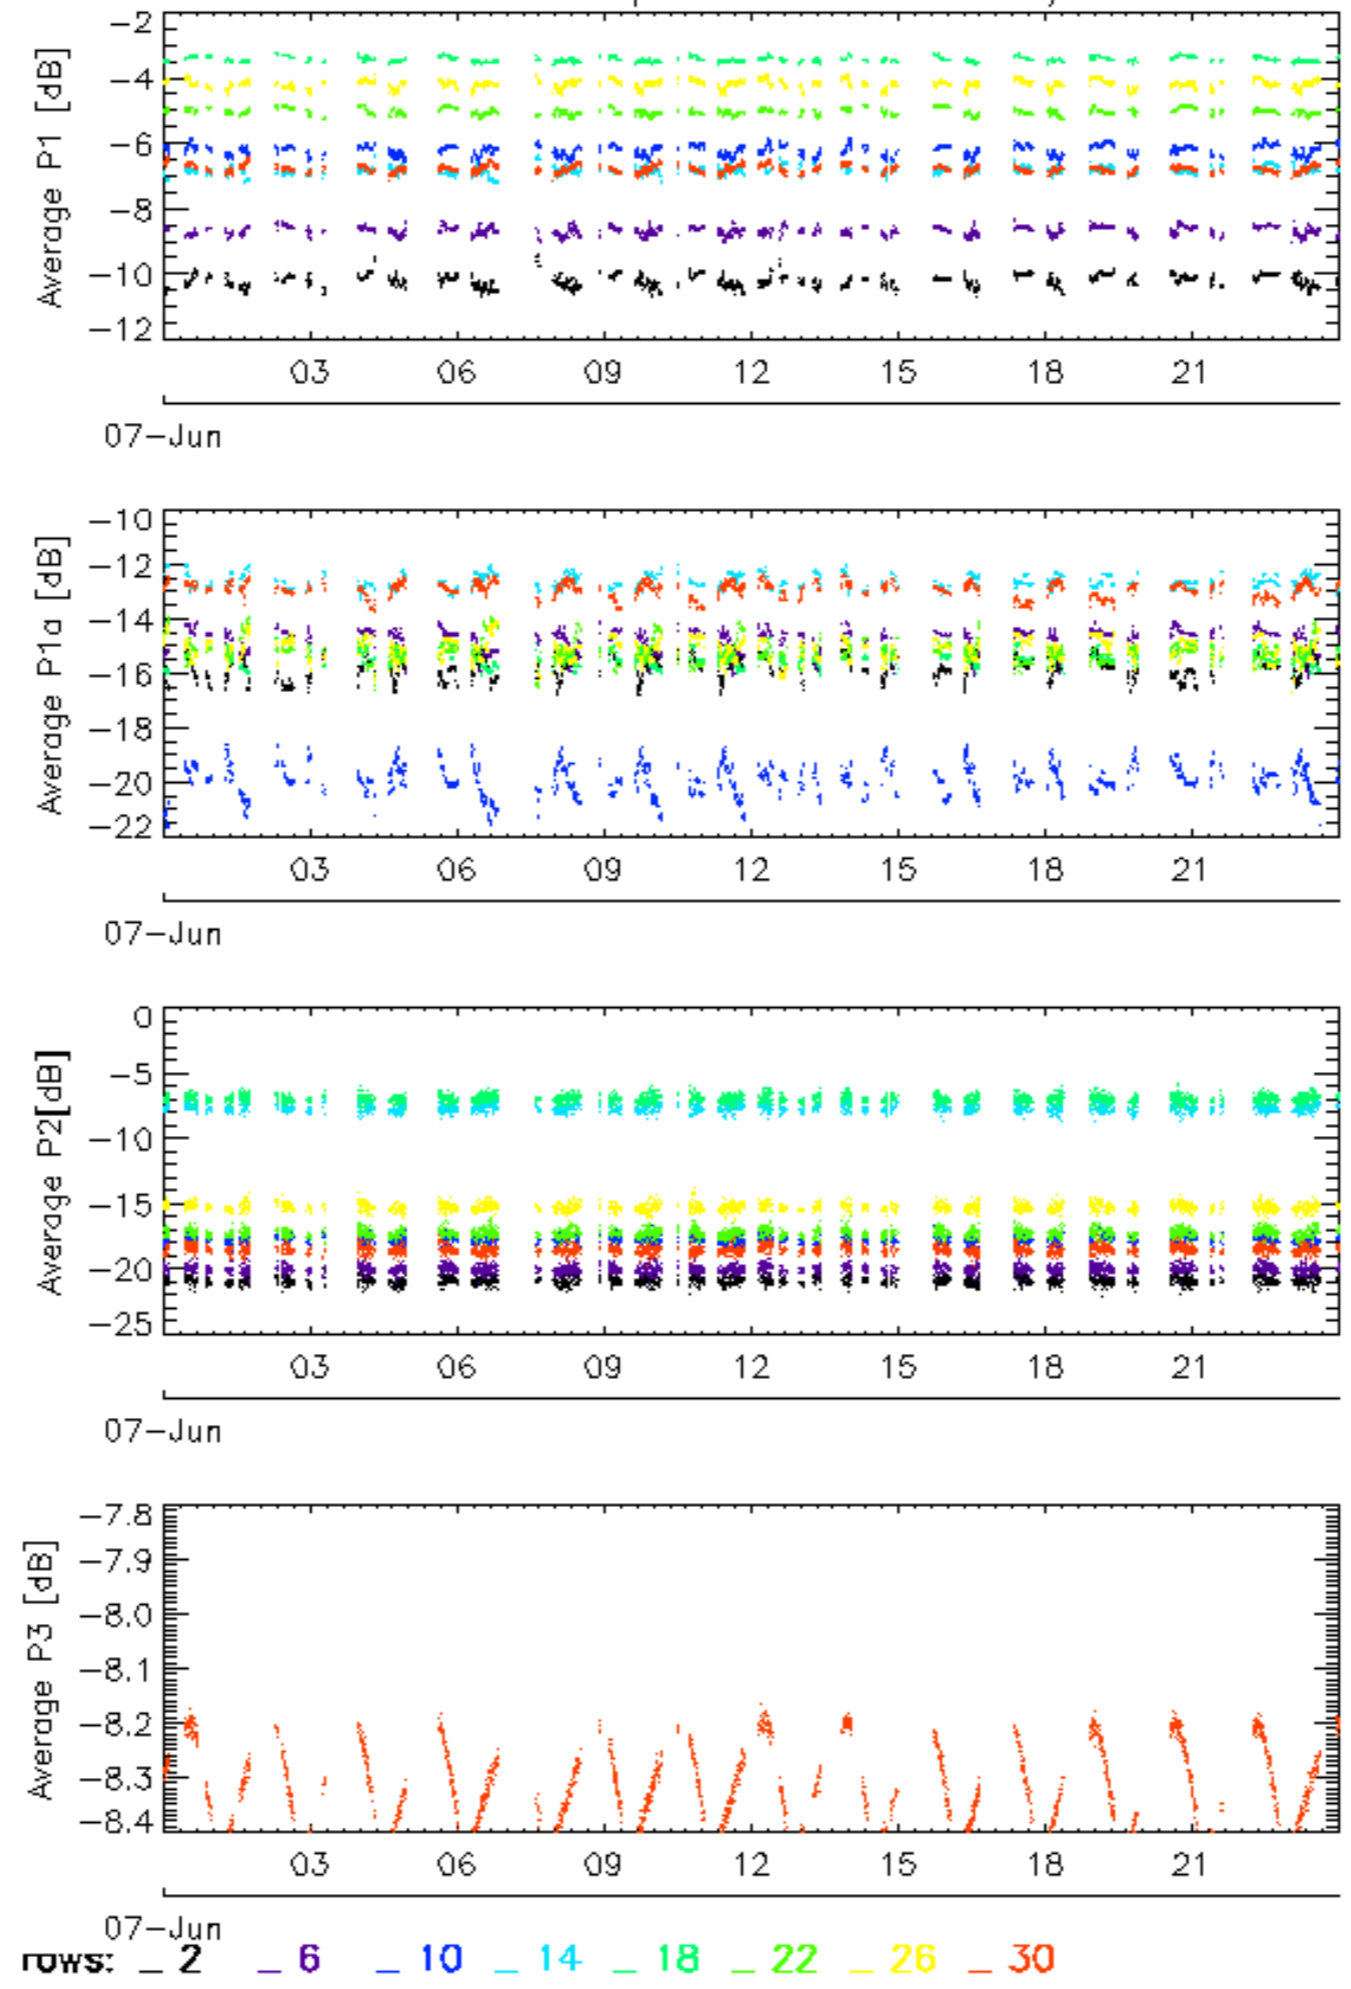 Average P1 [dB]
-2
-4
-6
-8
-10
-12
03 06 09 12 15 18 21
07-Jun
Average P1a [dB]
-10
-12
-14
-16
-18
-20
-22
03 06 09 12 15 18 21
07-Jun
Average P2[dB]
0
-5
-10
-15
-20
-25
03 06 09 12 15 18 21
07-Jun
Average P3 [dB]
-7.8
-7.9
-8.0
-8.1
-8.2
-8.3
-8.4
03 06 09 12 15 18 21
07-Jun
rows: _ 2 _ 6 _ 10 _ 14 _ 18 _ 22 _ 26 _ 30